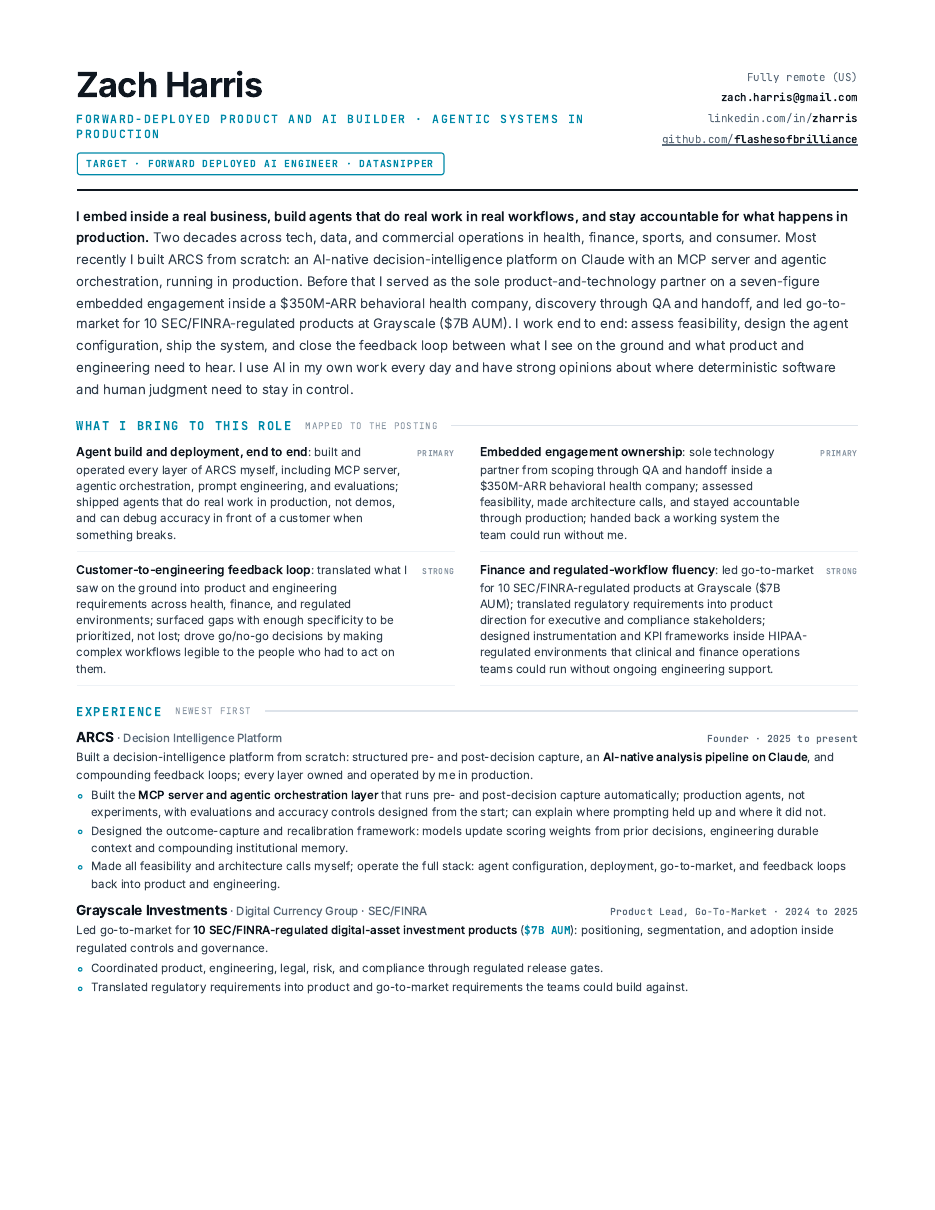 Zach Harris
FORWARD-DEPLOYED PRODUCT AND AI BUILDER · AGENTIC SYSTEMS IN
PRODUCTION
TARGET · FORWARD DEPLOYED AI ENGINEER · DATASNIPPER
Fully remote (US)
zach.harris@gmail.com
linkedin.com/in/zharris
github.com/flashesofbrilliance
I embed inside a real business, build agents that do real work in real workflows, and stay accountable for what happens in
production. Two decades across tech, data, and commercial operations in health, finance, sports, and consumer. Most
recently I built ARCS from scratch: an AI-native decision-intelligence platform on Claude with an MCP server and agentic
orchestration, running in production. Before that I served as the sole product-and-technology partner on a seven-figure
embedded engagement inside a $350M-ARR behavioral health company, discovery through QA and handoff, and led go-to-
market for 10 SEC/FINRA-regulated products at Grayscale ($7B AUM). I work end to end: assess feasibility, design the agent
configuration, ship the system, and close the feedback loop between what I see on the ground and what product and
engineering need to hear. I use AI in my own work every day and have strong opinions about where deterministic software
and human judgment need to stay in control.
WHAT I BRING TO THIS ROLE MAPPED TO THE POSTING
Agent build and deployment, end to end: built and PRIMARY
operated every layer of ARCS myself, including MCP server,
agentic orchestration, prompt engineering, and evaluations;
shipped agents that do real work in production, not demos,
and can debug accuracy in front of a customer when
something breaks.
Embedded engagement ownership: sole technology PRIMARY
partner from scoping through QA and handoff inside a
$350M-ARR behavioral health company; assessed
feasibility, made architecture calls, and stayed accountable
through production; handed back a working system the
team could run without me.
Customer-to-engineering feedback loop: translated what I STRONG
saw on the ground into product and engineering
requirements across health, finance, and regulated
environments; surfaced gaps with enough specificity to be
prioritized, not lost; drove go/no-go decisions by making
complex workflows legible to the people who had to act on
them.
Finance and regulated-workflow fluency: led go-to-market STRONG
for 10 SEC/FINRA-regulated products at Grayscale ($7B
AUM); translated regulatory requirements into product
direction for executive and compliance stakeholders;
designed instrumentation and KPI frameworks inside HIPAA-
regulated environments that clinical and finance operations
teams could run without ongoing engineering support.
EXPERIENCE NEWEST FIRST
ARCS · Decision Intelligence Platform Founder · 2025 to present
Built a decision-intelligence platform from scratch: structured pre- and post-decision capture, an AI-native analysis pipeline on Claude, and
compounding feedback loops; every layer owned and operated by me in production.
Built the MCP server and agentic orchestration layer that runs pre- and post-decision capture automatically; production agents, not
experiments, with evaluations and accuracy controls designed from the start; can explain where prompting held up and where it did not.
Designed the outcome-capture and recalibration framework: models update scoring weights from prior decisions, engineering durable
context and compounding institutional memory.
Made all feasibility and architecture calls myself; operate the full stack: agent configuration, deployment, go-to-market, and feedback loops
back into product and engineering.
Grayscale Investments · Digital Currency Group · SEC/FINRA Product Lead, Go-To-Market · 2024 to 2025
Led go-to-market for 10 SEC/FINRA-regulated digital-asset investment products ($7B AUM): positioning, segmentation, and adoption inside
regulated controls and governance.
Coordinated product, engineering, legal, risk, and compliance through regulated release gates.
Translated regulatory requirements into product and go-to-market requirements the teams could build against.